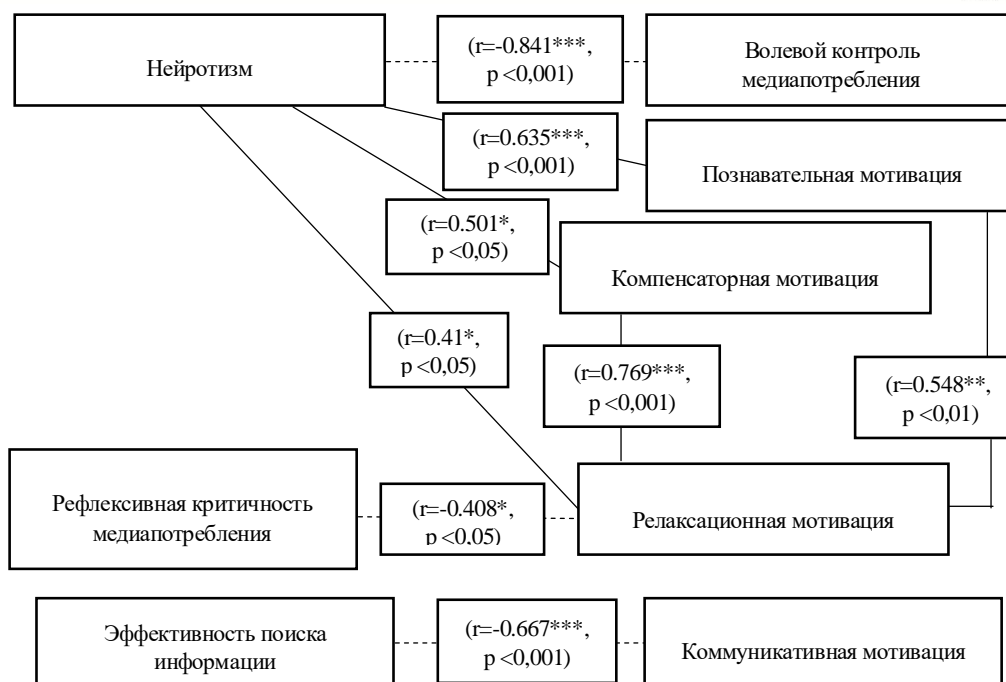 Нейротизм
(r=-0.841***,
p <0,001)
Волевой контроль
медиапотребления
(r=0.635***,
p <0,001)
Познавательная мотивация
(r=0.501*,
p <0,05)
Компенсаторная мотивация
(r=0.41*,
p <0,05)
(r=0.769***,
p <0,001)
(r=0.548**,
p <0,01)
Рефлексивная критичность
медиапотребления
(r=-0.408*,
p <0,05)
Релаксационная мотивация
Эффективность поиска
информации
(r=-0.667***,
p <0,001)
Коммуникативная мотивация